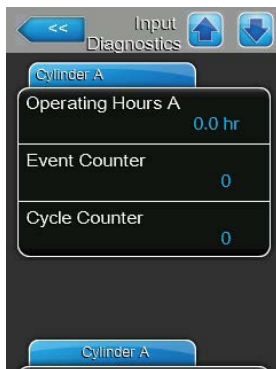 <<
Input
Diagnostics
Cylinder A
Operating Hours A
0.0 hr
Event Counter
0
Cycle Counter
0
Cylinder A